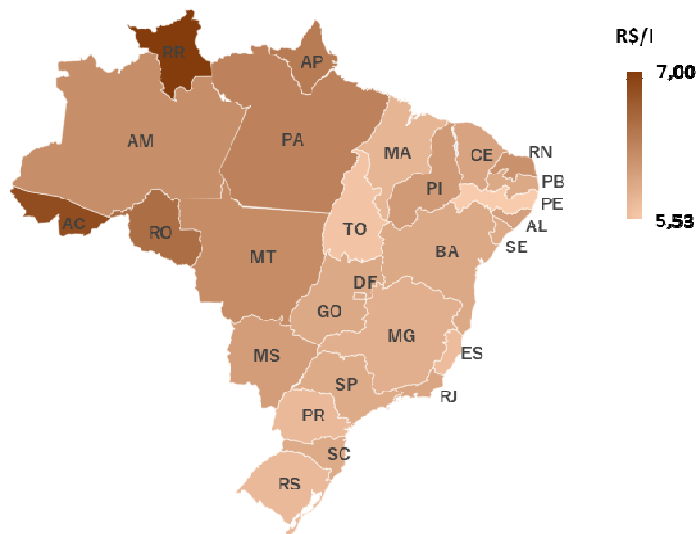 R$/l
7,00
5,53
RR
AP
AM
PA
MA
CE
RN
PB
PE
AL
SE
PI
AC
RO
TO
MT
BA
DF
GO
MG
ES
MS
SP
RJ
PR
SC
RS